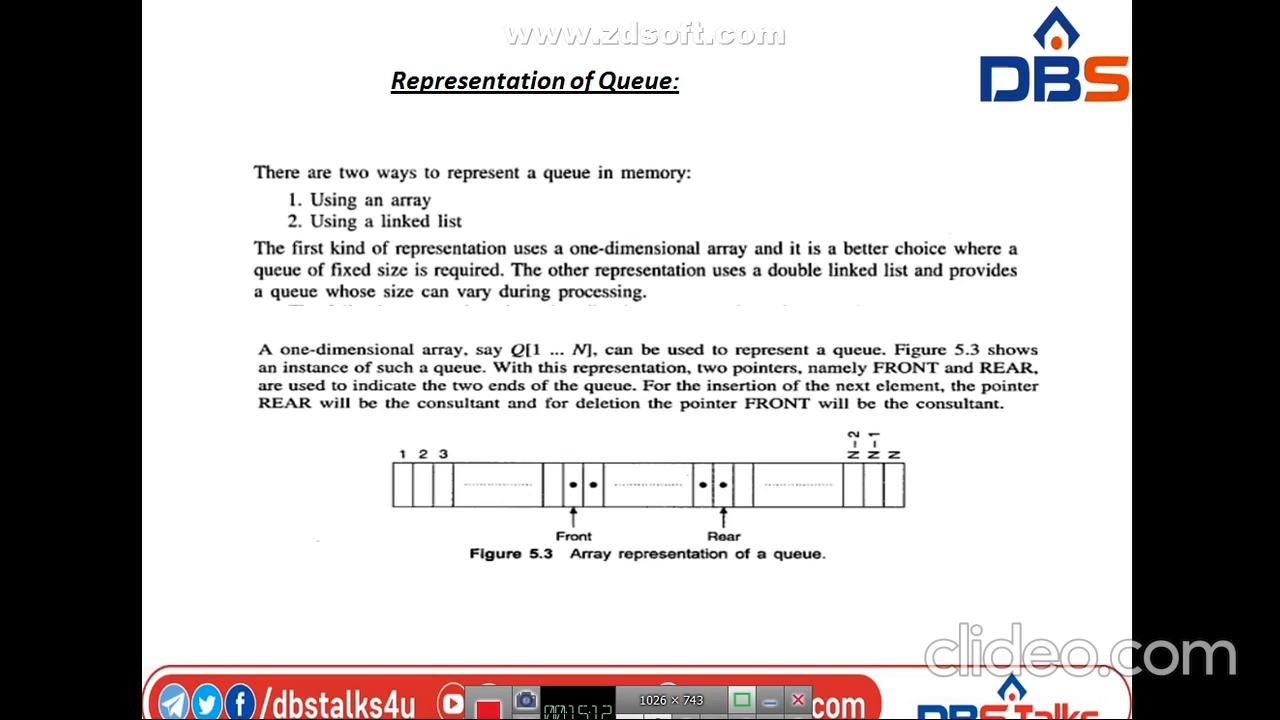 www.zdsoft.com
DBS
Representation of Queue:
There are two ways to represent a queue in memory:
1. Using an array
2. Using a linked list
The first kind of representation uses a one-dimensional array and it is a better choice where a
queue of fixed size is required. The other representation uses a double linked list and provides
a queue whose size can vary during processing.
A one-dimensional array, say Q[1 ... N], can be used to represent a queue. Figure 5.3 shows
an instance of such a queue. With this representation, two pointers, namely FRONT and REAR,
are used to indicate the two ends of the queue. For the insertion of the next element, the pointer
REAR will be the consultant and for deletion the pointer FRONT will be the consultant.
1 2 3 N-2 N-1 N
Front Rear
Figure 5.3 Array representation of a queue.
clideo.com
/dbstalks4u
1026 × 743
com
DBS Talks
00:15:12